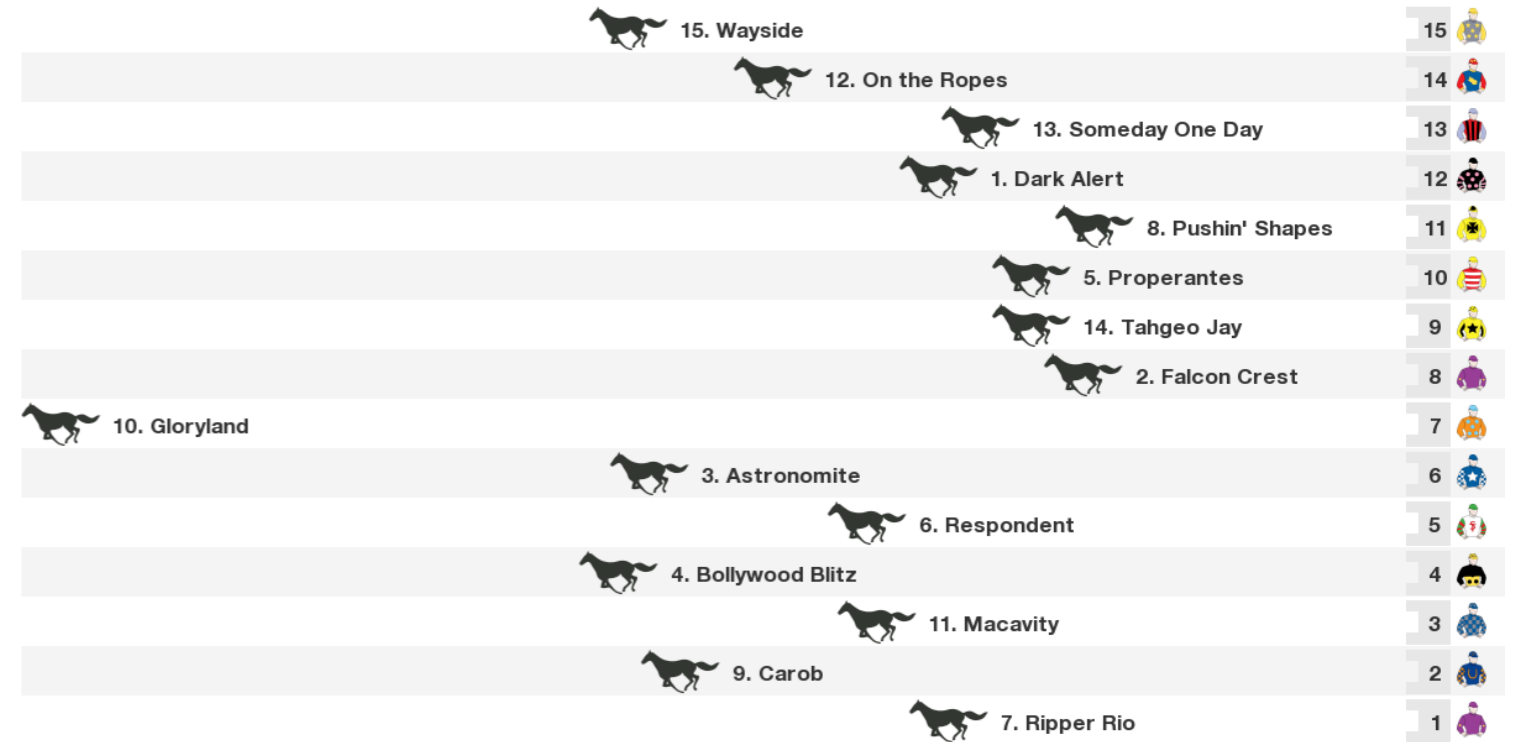 15. Wayside 15
12. On the Ropes 14
13. Someday One Day 13
1. Dark Alert 12
8. Pushin' Shapes 11
5. Properantes 10
14. Tahgeo Jay 9
2. Falcon Crest 8
10. Gloryland 7
3. Astronomite 6
6. Respondent 5
4. Bollywood Blitz 4
11. Macavity 3
9. Carob 2
7. Ripper Rio 1